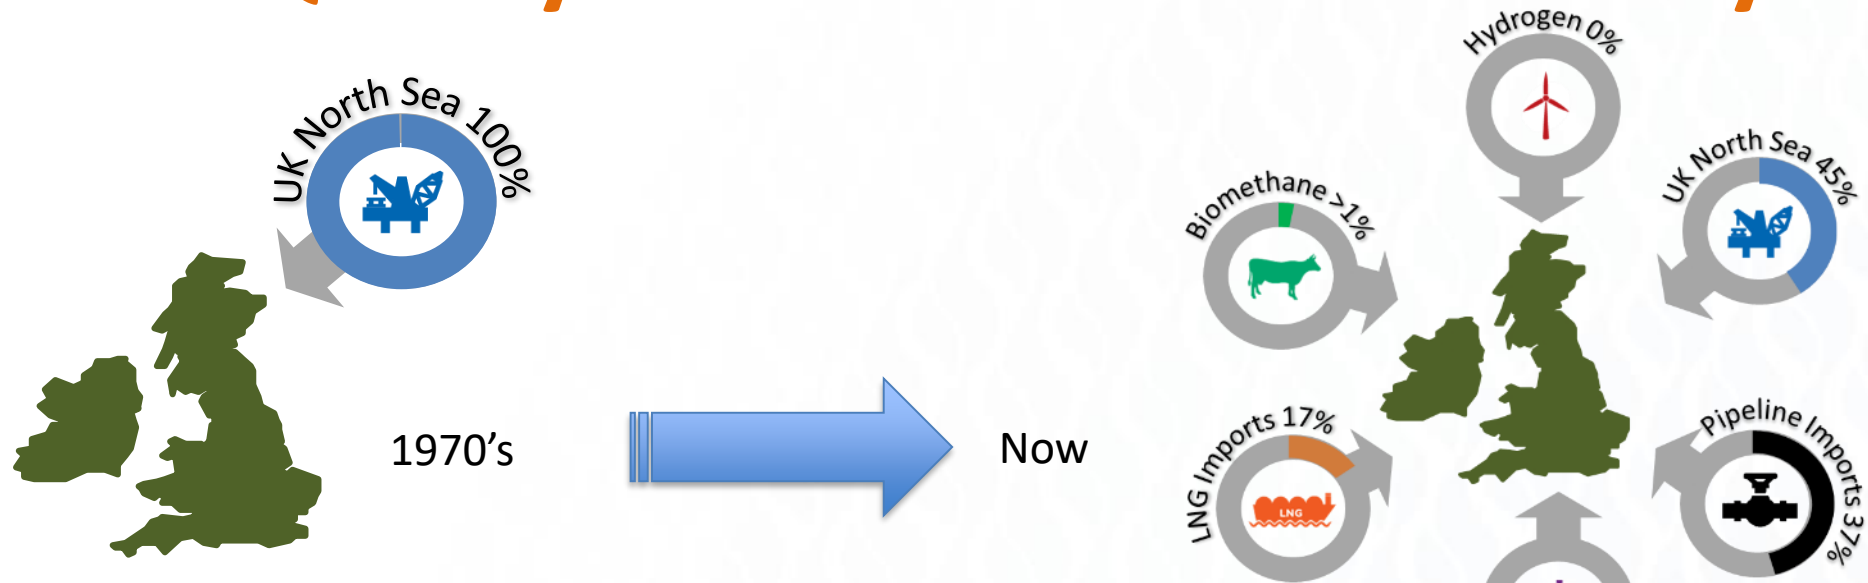 UK North Sea 100%
1970's
Now
Hydrogen 0%
UK North Sea 45%
Biomethane >1%
LNG Imports 17%
LNG
Pipeline Imports 37%